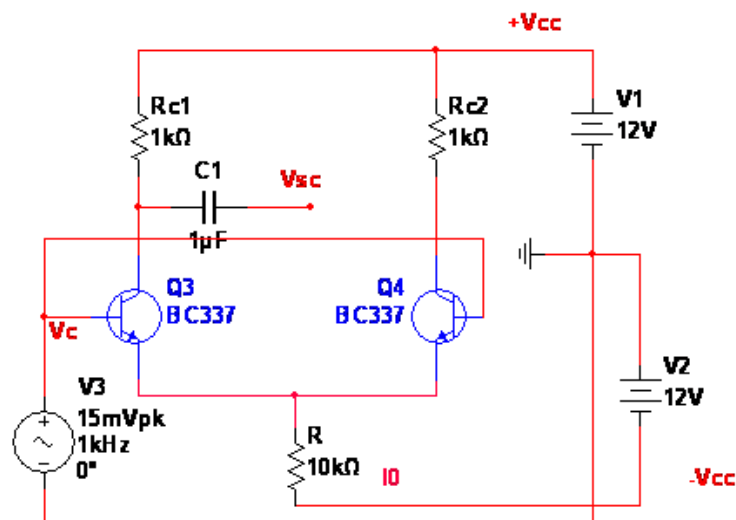 +Vcc
Rc1
1kΩ
Rc2
1kΩ
V1
12V
C1
Vsc
1µF
Q3
BC337
Q4
BC337
Vc
V3
15mVpk
1kHz
0°
V2
12V
R
10kΩ
I0
-Vcc